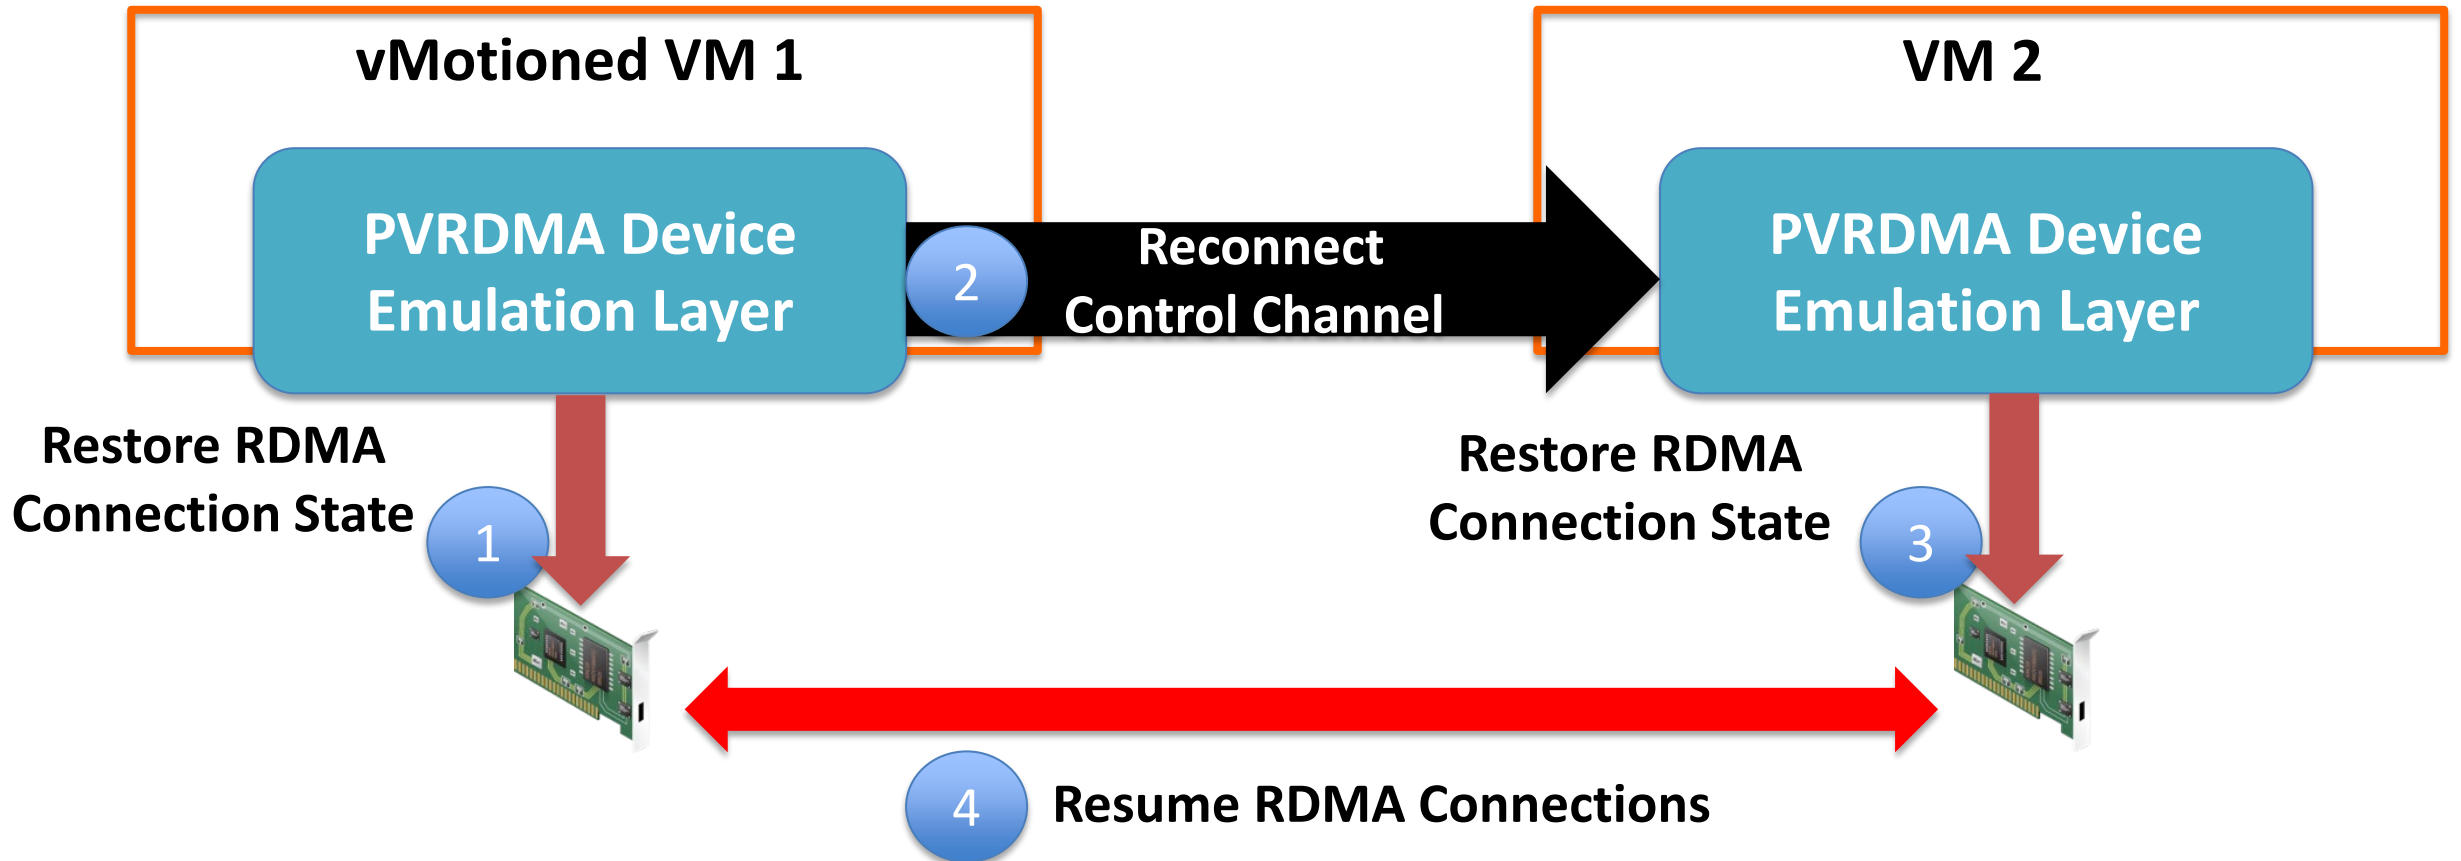 vMotioned VM 1
VM 2
PVRDMA Device
Emulation Layer
2
Reconnect
Control Channel
PVRDMA Device
Emulation Layer
Restore RDMA
Connection State
1
Restore RDMA
Connection State
3
4
Resume RDMA Connections